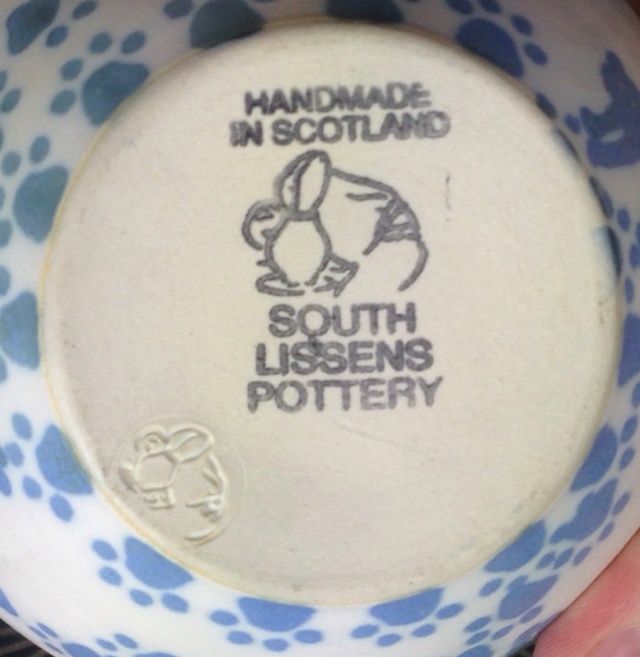 HANDMADE
IN SCOTLAND
SOUTH
LISSENS
POTTERY